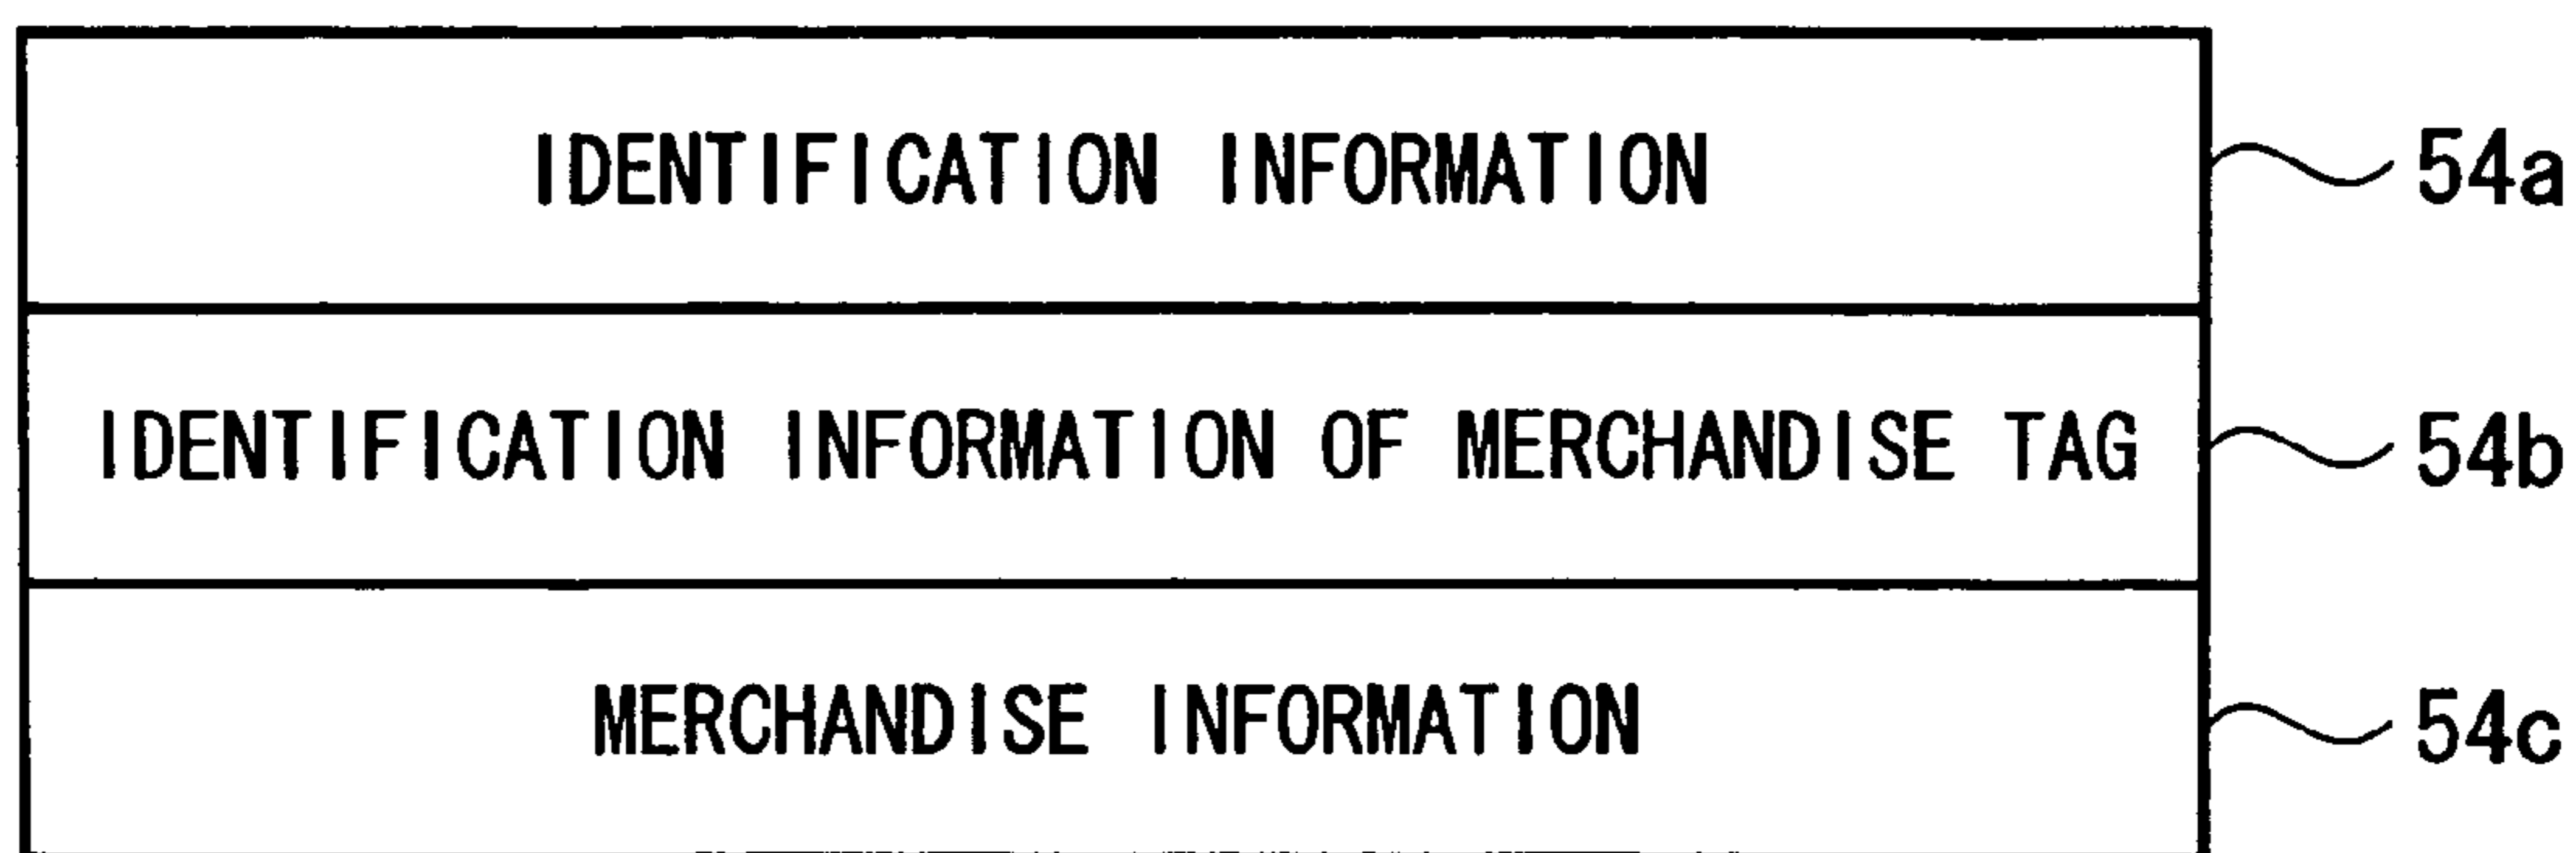 IDENTIFICATION INFORMATION 54a
IDENTIFICATION INFORMATION OF MERCHANDISE TAG 54b
MERCHANDISE INFORMATION 54c